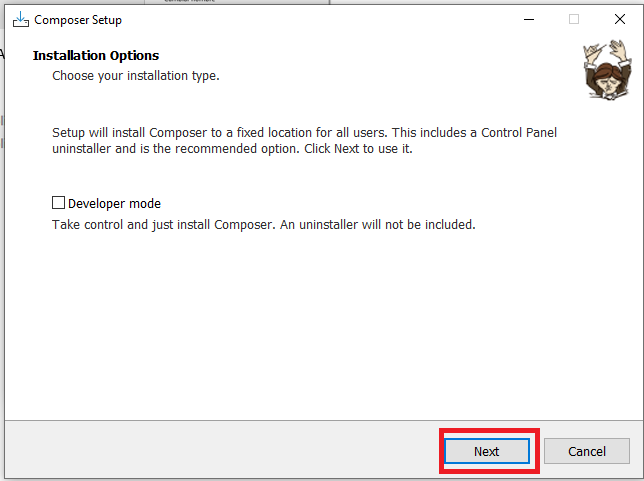 Composer Setup
Installation Options
Choose your installation type.
Setup will install Composer to a fixed location for all users. This includes a Control Panel
uninstaller and is the recommended option. Click Next to use it.
Developer mode
Take control and just install Composer. An uninstaller will not be included.
Next
Cancel